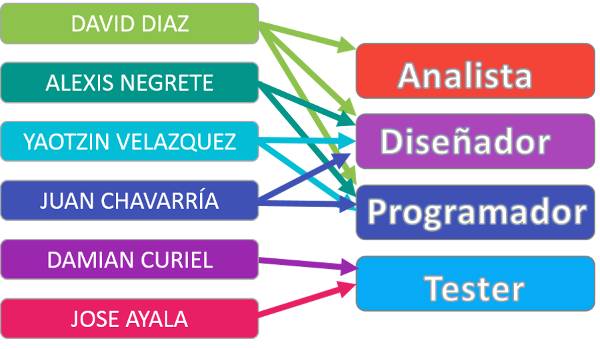 DAVID DIAZ
ALEXIS NEGRETE
YAOTZIN VELAZQUEZ
JUAN CHAVARRÍA
DAMIAN CURIEL
JOSE AYALA
Analista
Diseñador
Programador
Tester